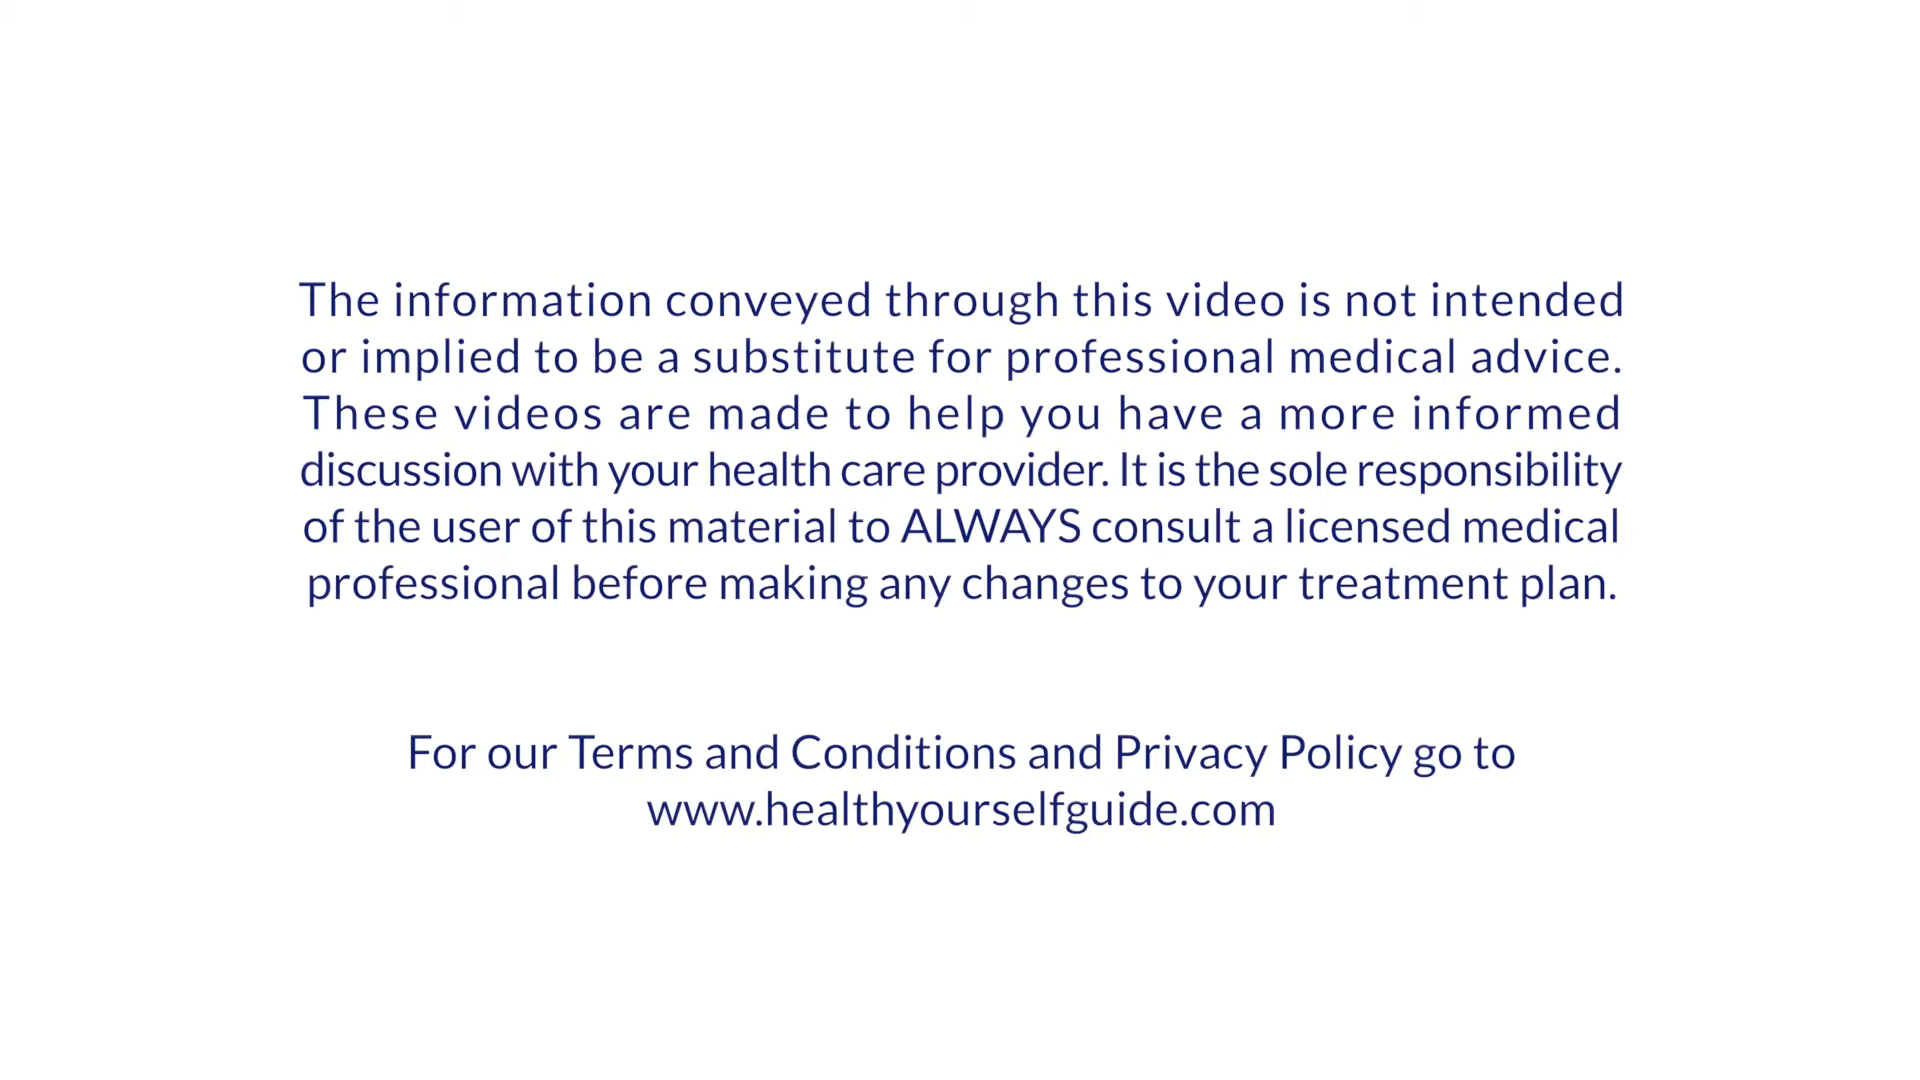 The information conveyed through this video is not intended
or implied to be a substitute for professional medical advice.
These videos are made to help you have a more informed
discussion with your health care provider. It is the sole responsibility
of the user of this material to ALWAYS consult a licensed medical
professional before making any changes to your treatment plan.
For our Terms and Conditions and Privacy Policy go to
www.healthyourselfguide.com